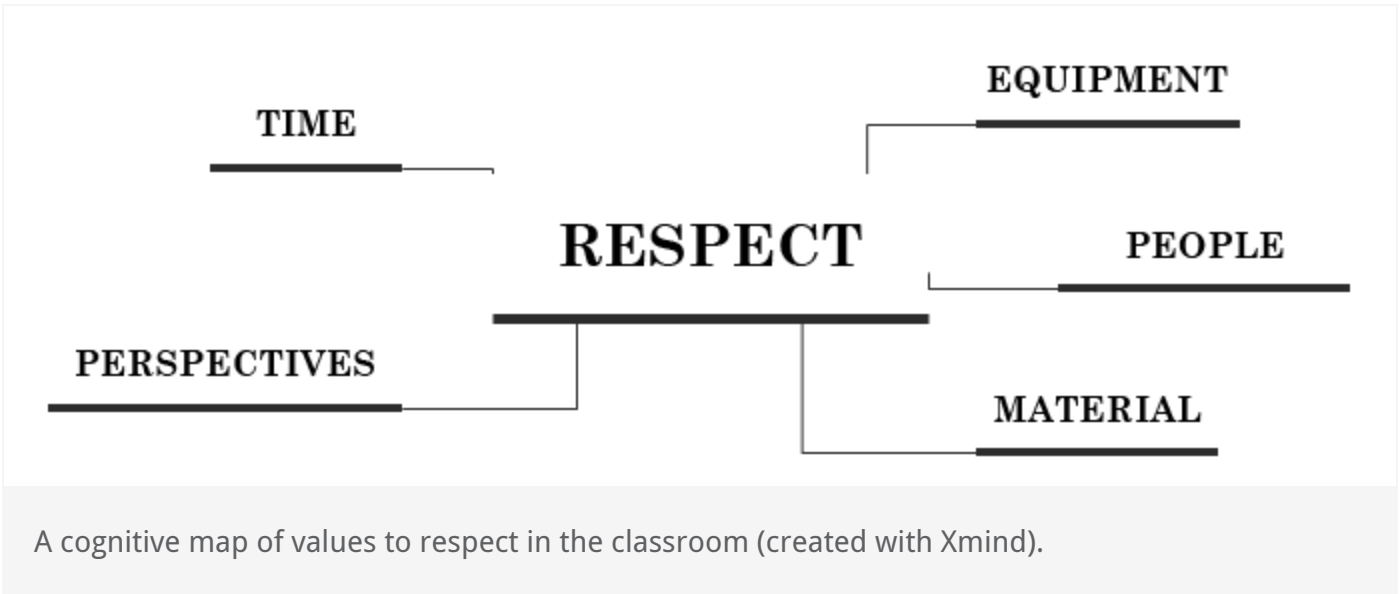 EQUIPMENT
TIME
RESPECT
PEOPLE
PERSPECTIVES
MATERIAL
A cognitive map of values to respect in the classroom (created with Xmind).